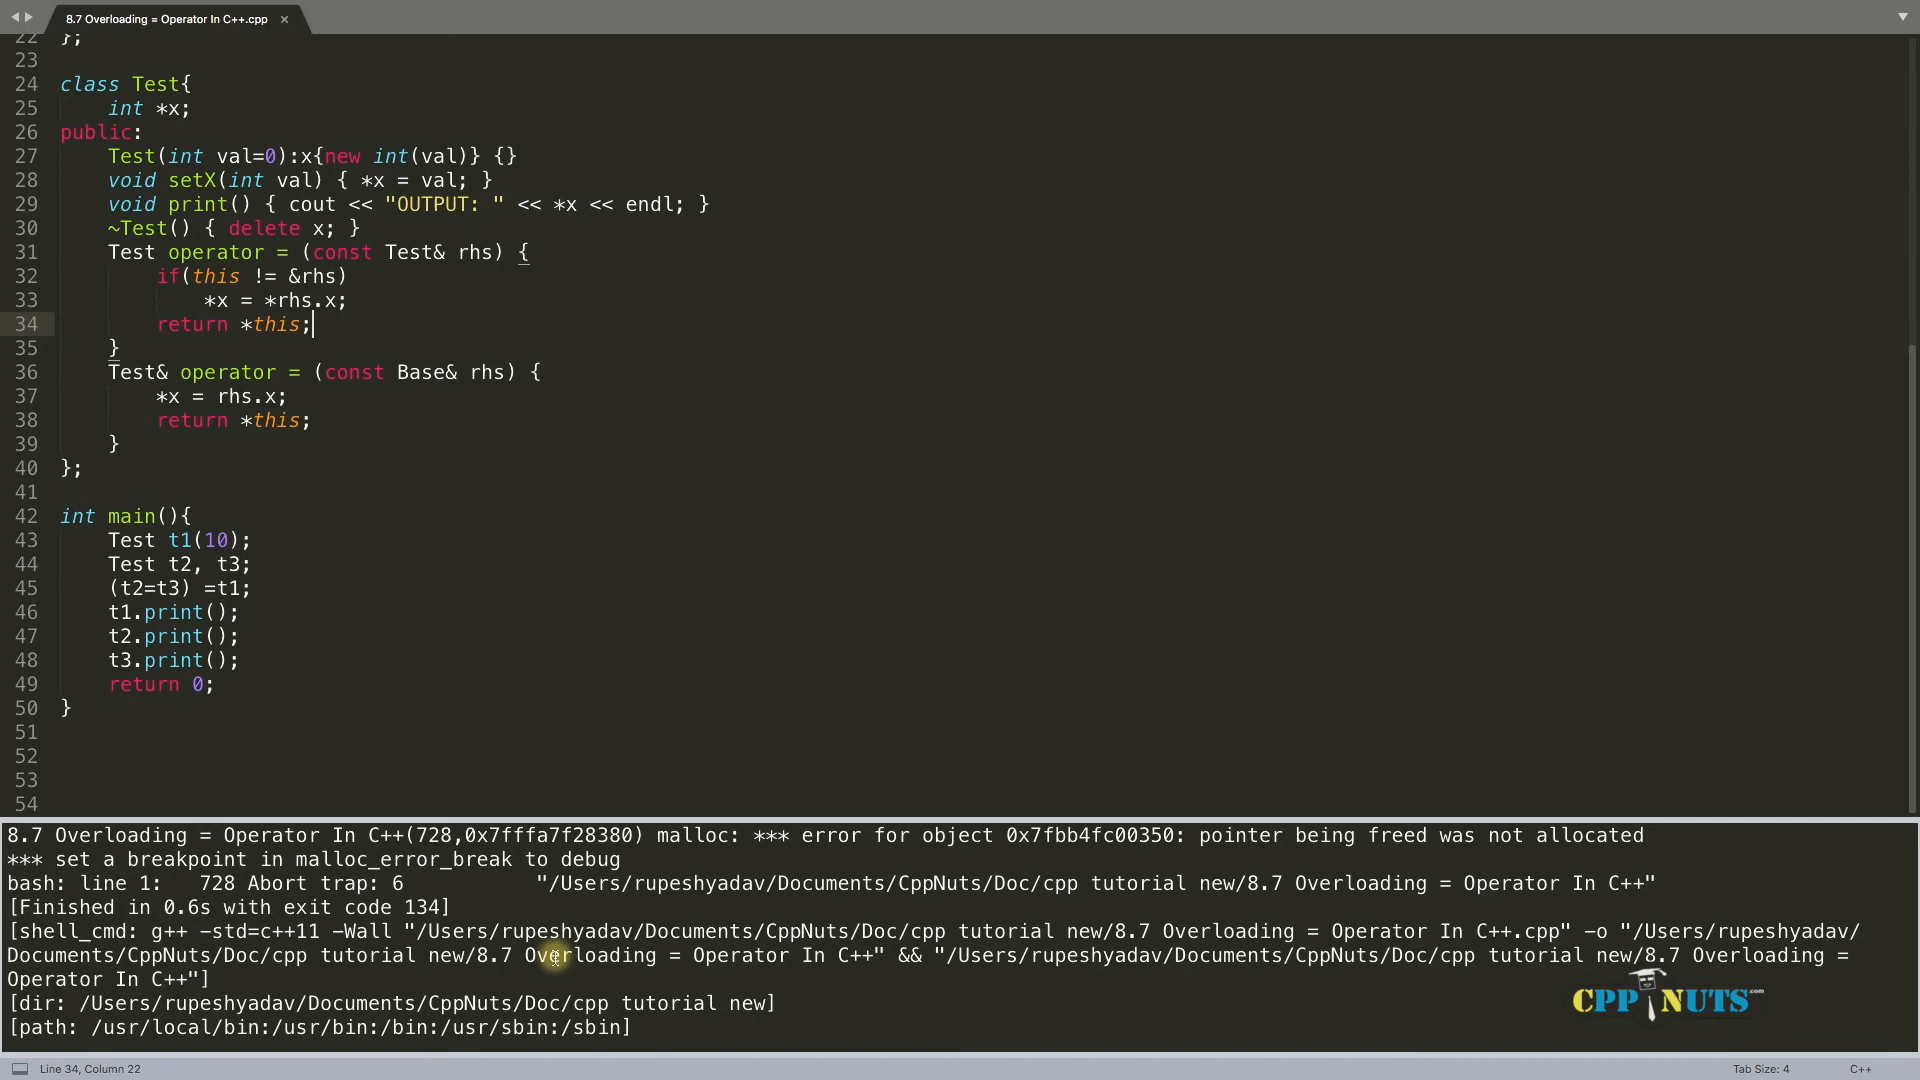 8.7 Overloading = Operator In C++.cpp ×
22 };
23
24 class Test{
25 int *x;
26 public:
27 Test(int val=0):x{new int(val)} {}
28 void setX(int val) { *x = val; }
29 void print() { cout << "OUTPUT: " << *x << endl; }
30 ~Test() { delete x; }
31 Test operator = (const Test& rhs) {
32 if(this != &rhs)
33 *x = *rhs.x;
34 return *this;
35 }
36 Test& operator = (const Base& rhs) {
37 *x = rhs.x;
38 return *this;
39 }
40 };
41
42 int main(){
43 Test t1(10);
44 Test t2, t3;
45 (t2=t3) =t1;
46 t1.print();
47 t2.print();
48 t3.print();
49 return 0;
50 }
51
52
53
54
8.7 Overloading = Operator In C++(728,0x7fffa7f28380) malloc: *** error for object 0x7fbb4fc00350: pointer being freed was not allocated
*** set a breakpoint in malloc_error_break to debug
bash: line 1: 728 Abort trap: 6 "/Users/rupeshyadav/Documents/CppNuts/Doc/cpp tutorial new/8.7 Overloading = Operator In C++"
[Finished in 0.6s with exit code 134]
[shell_cmd: g++ -std=c++11 -Wall "/Users/rupeshyadav/Documents/CppNuts/Doc/cpp tutorial new/8.7 Overloading = Operator In C++.cpp" -o "/Users/rupeshyadav/
Documents/CppNuts/Doc/cpp tutorial new/8.7 Overloading = Operator In C++" && "/Users/rupeshyadav/Documents/CppNuts/Doc/cpp tutorial new/8.7 Overloading =
Operator In C++"]
[dir: /Users/rupeshyadav/Documents/CppNuts/Doc/cpp tutorial new]
[path: /usr/local/bin:/usr/bin:/bin:/usr/sbin:/sbin]
CPP NUTS.com
Line 34, Column 22
Tab Size: 4
C++